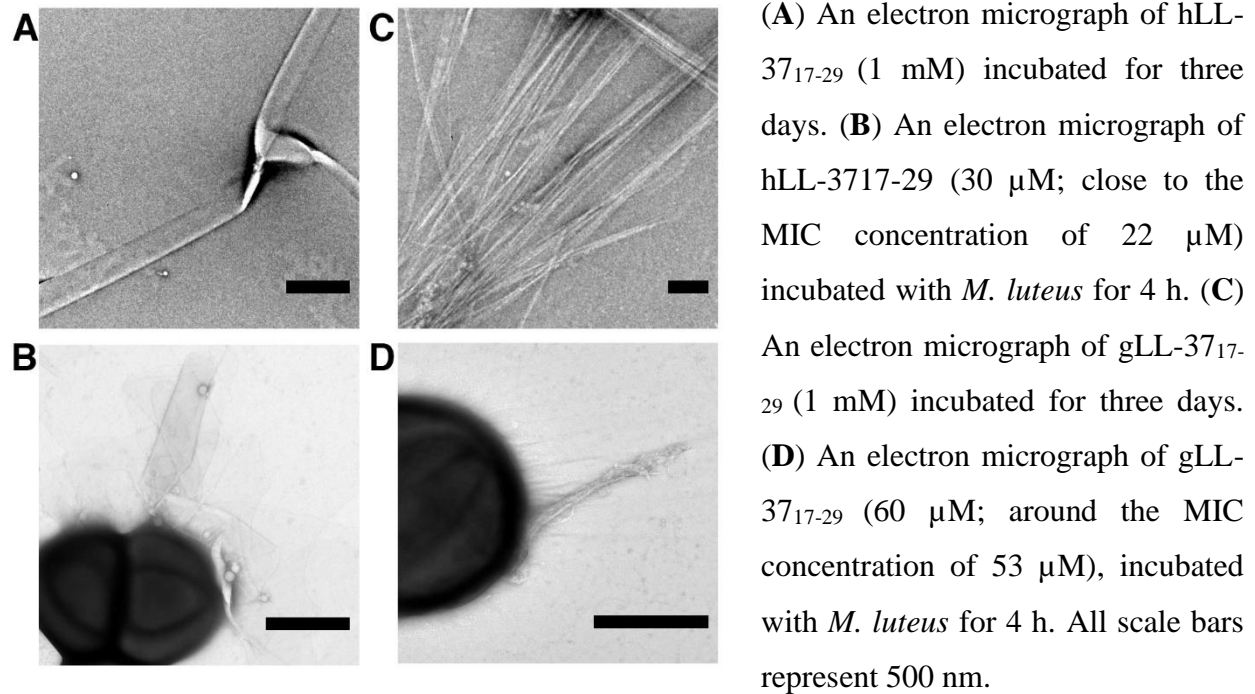 A
C
B
D
(A) An electron micrograph of hLL-
37₁₇₋₂₉ (1 mM) incubated for three
days. (B) An electron micrograph of
hLL-3717-29 (30 µM; close to the
MIC concentration of 22 µM)
incubated with M. luteus for 4 h. (C)
An electron micrograph of gLL-37₁₇₋
₂₉ (1 mM) incubated for three days.
(D) An electron micrograph of gLL-
37₁₇₋₂₉ (60 µM; around the MIC
concentration of 53 µM), incubated
with M. luteus for 4 h. All scale bars
represent 500 nm.